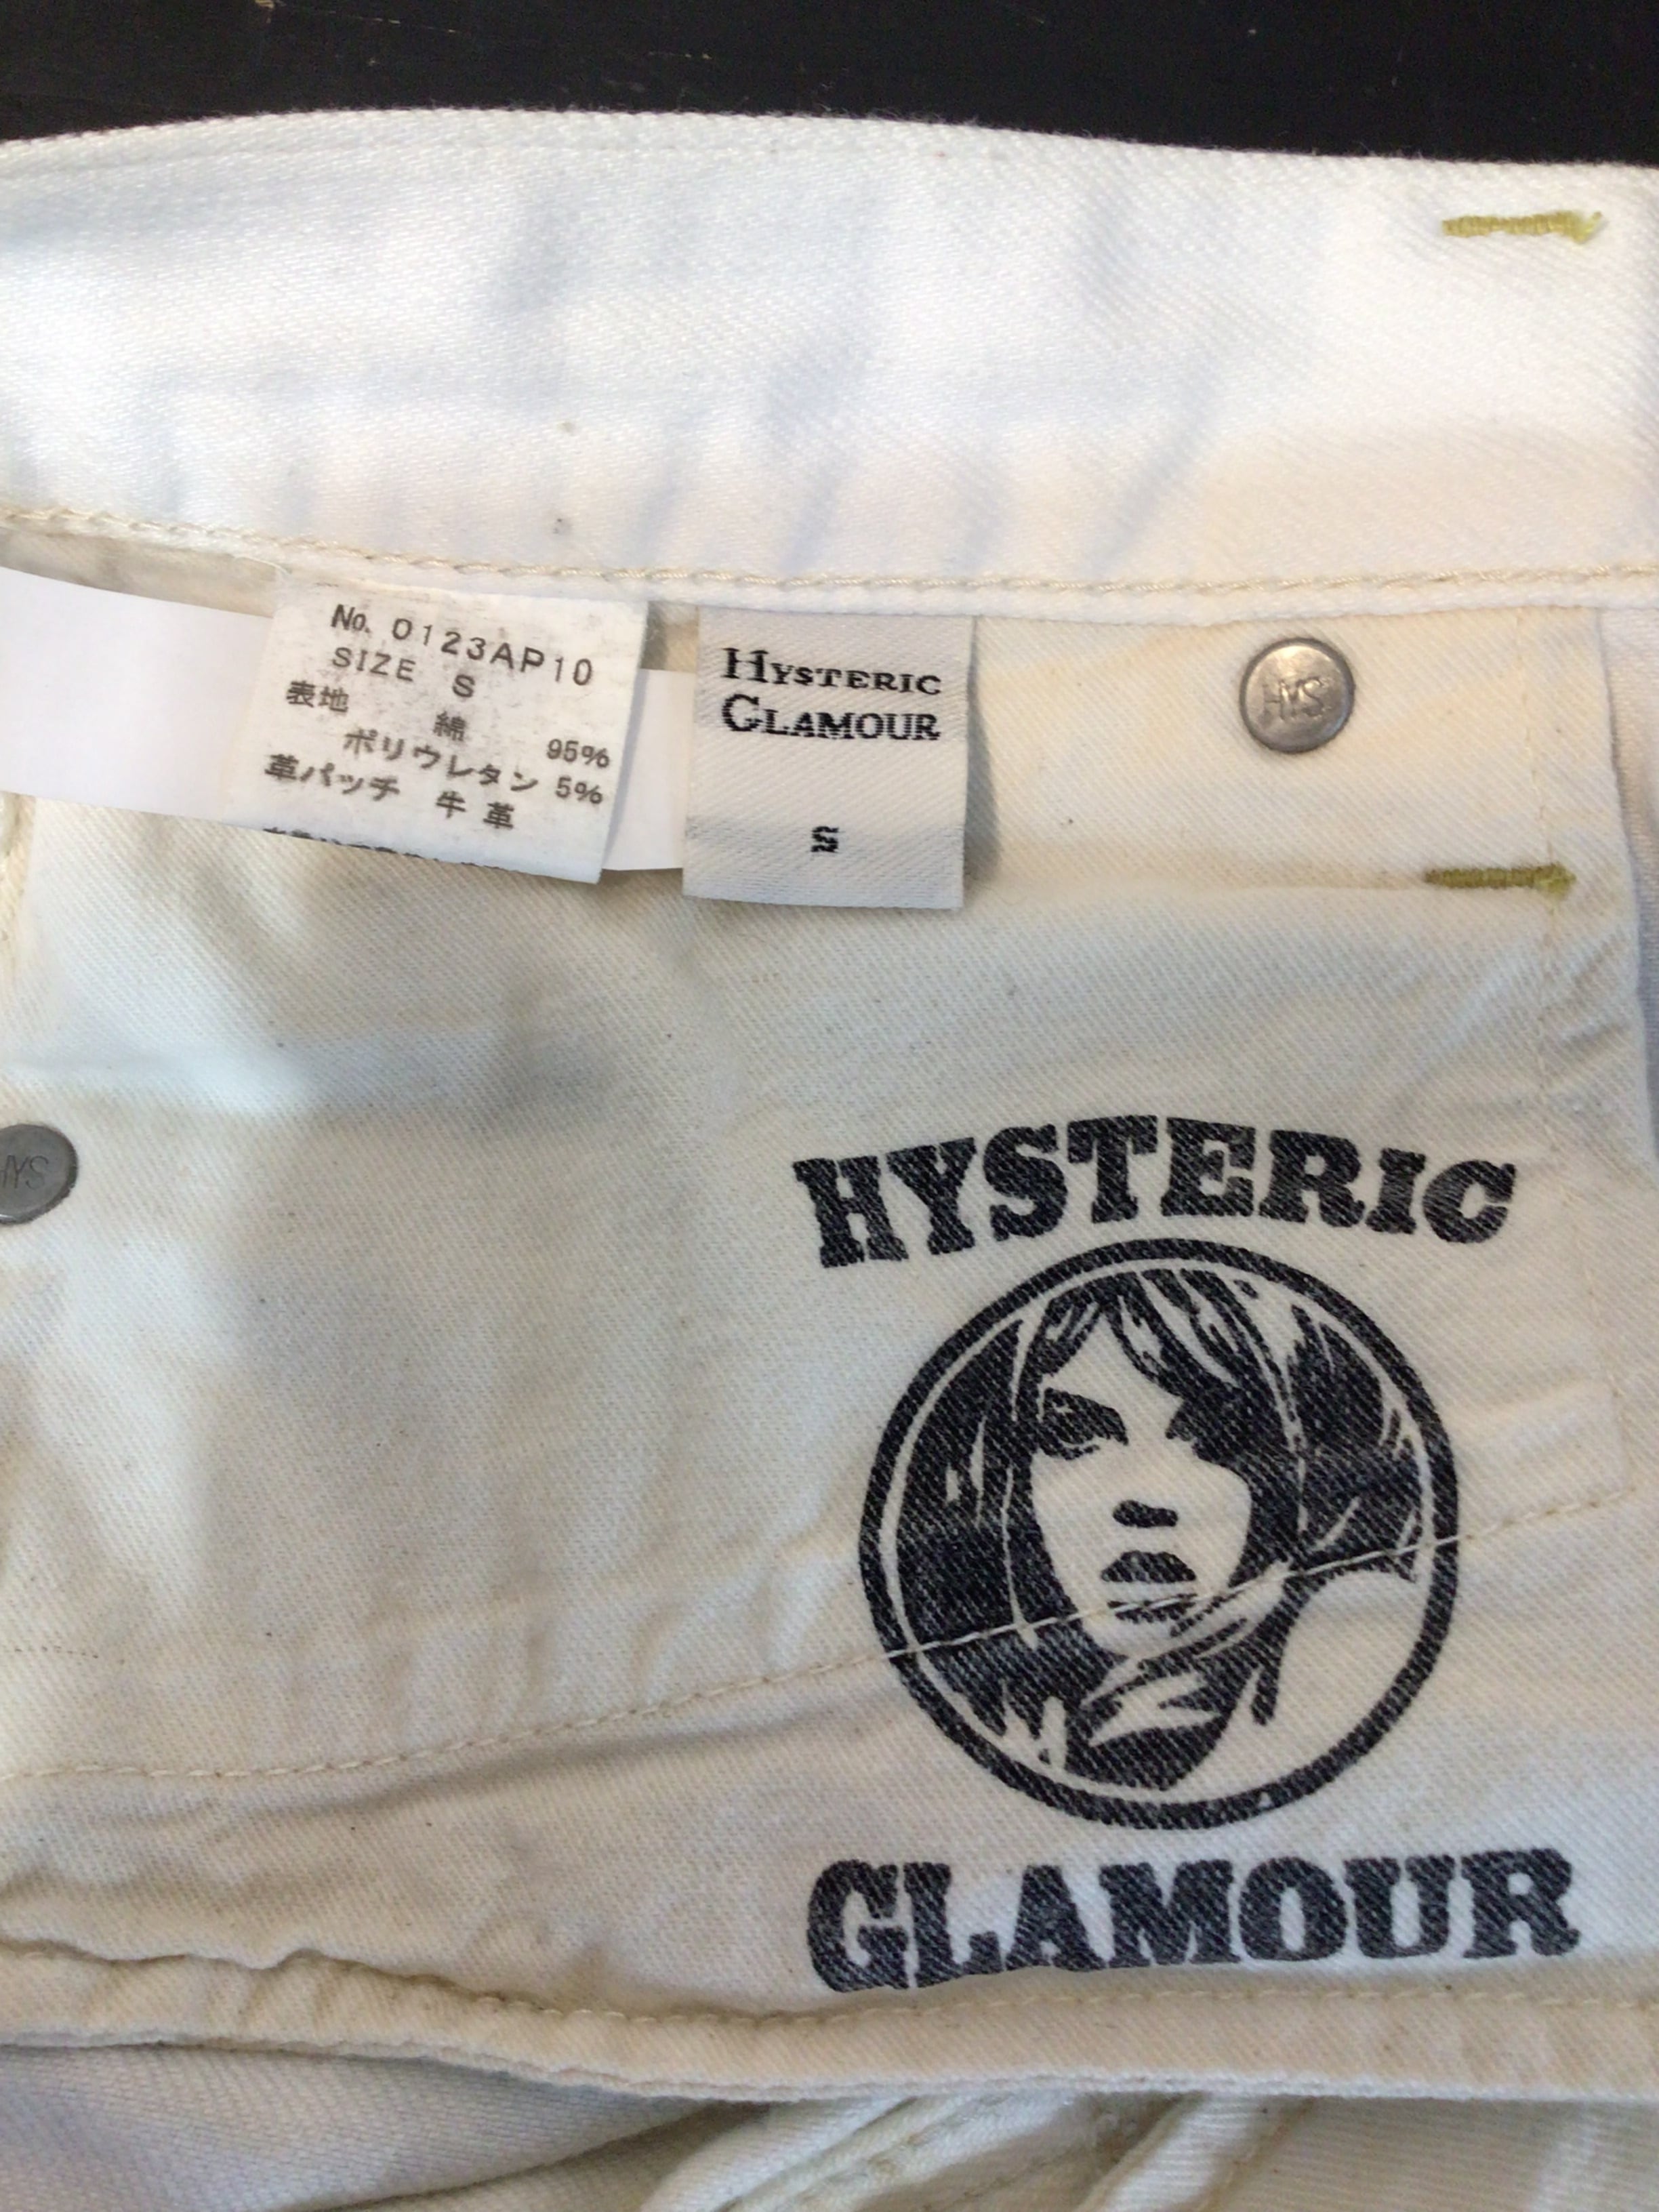 No. 0123AP10
SIZE S
表地 綿 95%
ポリウレタン 5%
革パッチ 牛革
HYSTERIC
GLAMOUR
S
HYS
HYS
HYSTERIC
GLAMOUR